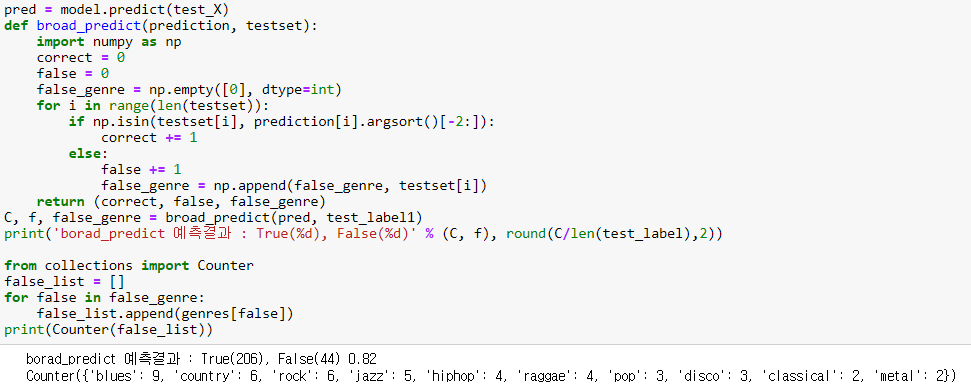 pred = model.predict(test_X)
def broad_predict(prediction, testset):
    import numpy as np
    correct = 0
    false = 0
    false_genre = np.empty([0], dtype=int)
    for i in range(len(testset)):
        if np.isin(testset[i], prediction[i].argsort()[-2:]):
            correct += 1
        else:
            false += 1
            false_genre = np.append(false_genre, testset[i])
    return (correct, false, false_genre)
C, f, false_genre = broad_predict(pred, test_label1)
print('borad_predict 예측결과 : True(%d), False(%d)' % (C, f), round(C/len(test_label),2))
from collections import Counter
false_list = []
for false in false_genre:
    false_list.append(genres[false])
print(Counter(false_list))
borad_predict 예측결과 : True(206), False(44) 0.82
Counter({'blues': 9, 'country': 6, 'rock': 6, 'jazz': 5, 'hiphop': 4, 'raggae': 4, 'pop': 3, 'disco': 3, 'classical': 2, 'metal': 2})